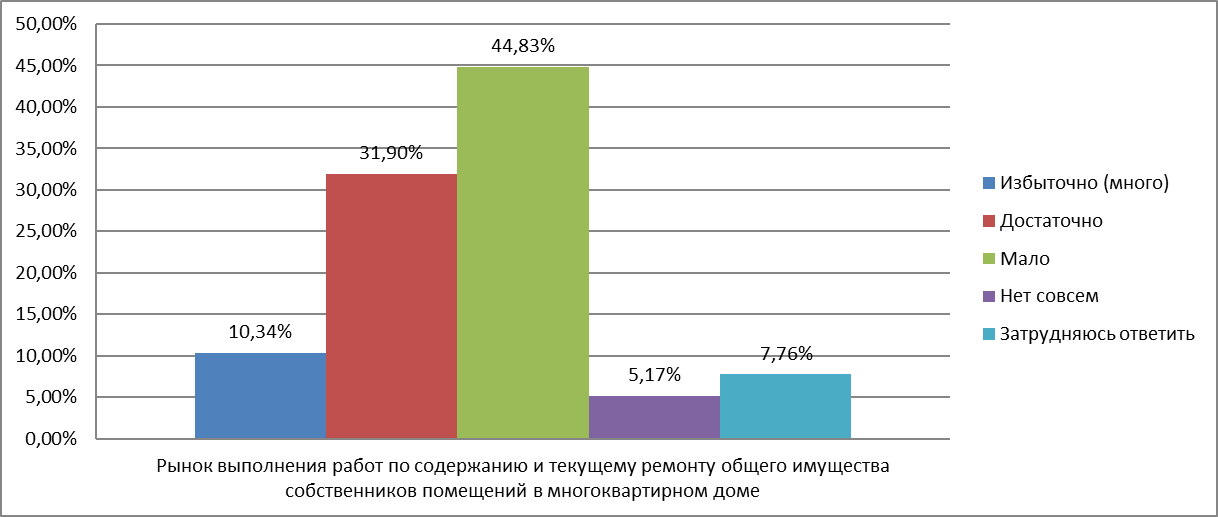 50,00%
45,00%
40,00%
35,00%
30,00%
25,00%
20,00%
15,00%
10,00%
5,00%
0,00%
10,34%
31,90%
44,83%
5,17%
7,76%
Рынок выполнения работ по содержанию и текущему ремонту общего имущества
собственников помещений в многоквартирном доме
Избыточно (много)
Достаточно
Мало
Нет совсем
Затрудняюсь ответить